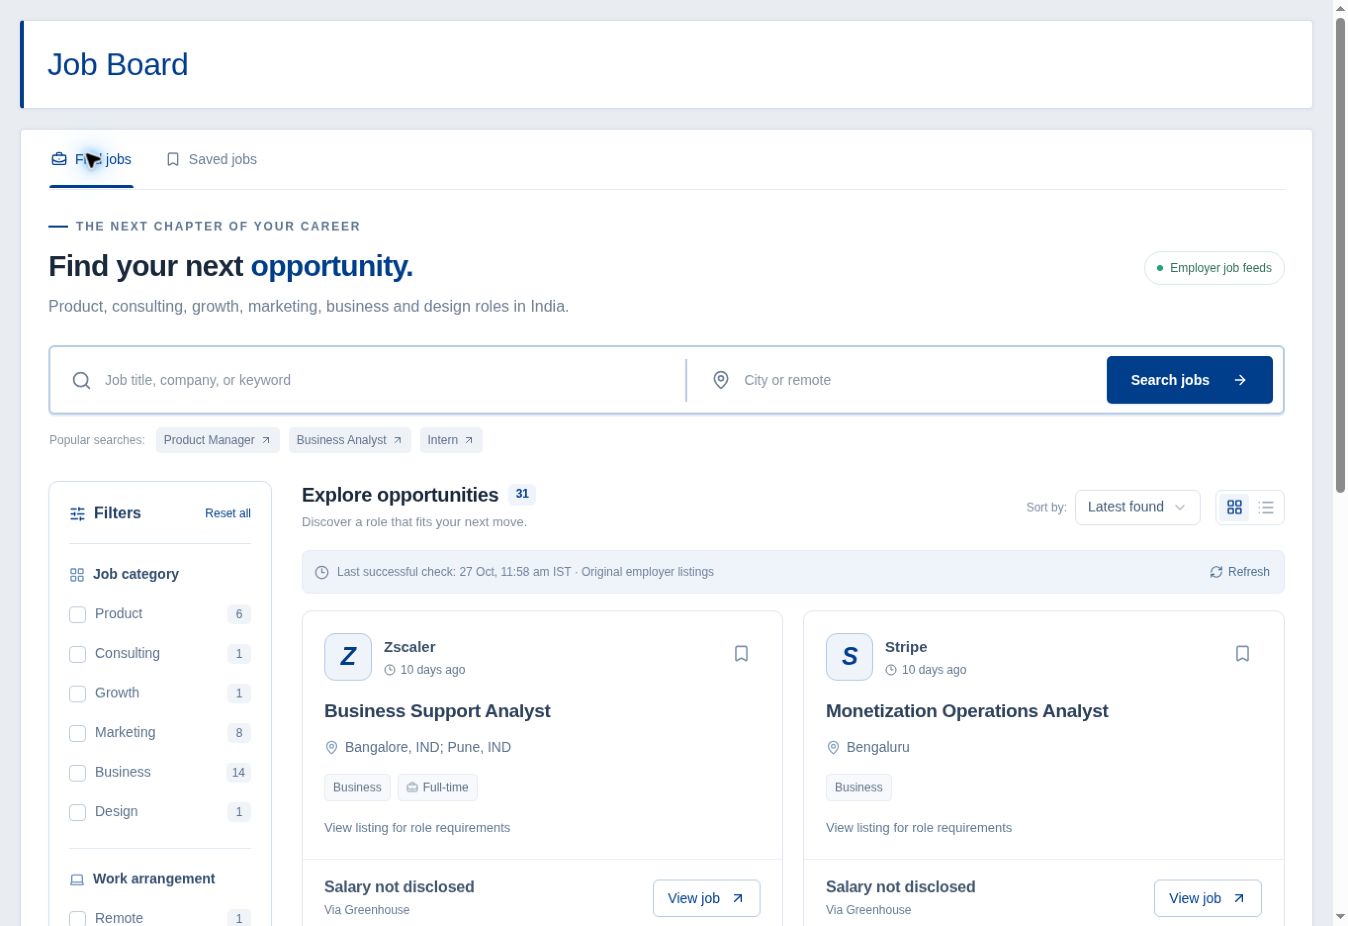 Job Board
Find jobs
Saved jobs
THE NEXT CHAPTER OF YOUR CAREER
Find your next opportunity.
Employer job feeds
Product, consulting, growth, marketing, business and design roles in India.
Job title, company, or keyword
City or remote
Search jobs
Popular searches:
Product Manager
Business Analyst
Intern
Filters
Reset all
Job category
Product 6
Consulting 1
Growth 1
Marketing 8
Business 14
Design 1
Work arrangement
Remote 1
Explore opportunities 31
Discover a role that fits your next move.
Sort by: Latest found
Last successful check: 27 Oct, 11:58 am IST · Original employer listings
Refresh
Z
Zscaler
10 days ago
Business Support Analyst
Bangalore, IND; Pune, IND
Business
Full-time
View listing for role requirements
Salary not disclosed
Via Greenhouse
View job
S
Stripe
10 days ago
Monetization Operations Analyst
Bengaluru
Business
View listing for role requirements
Salary not disclosed
Via Greenhouse
View job